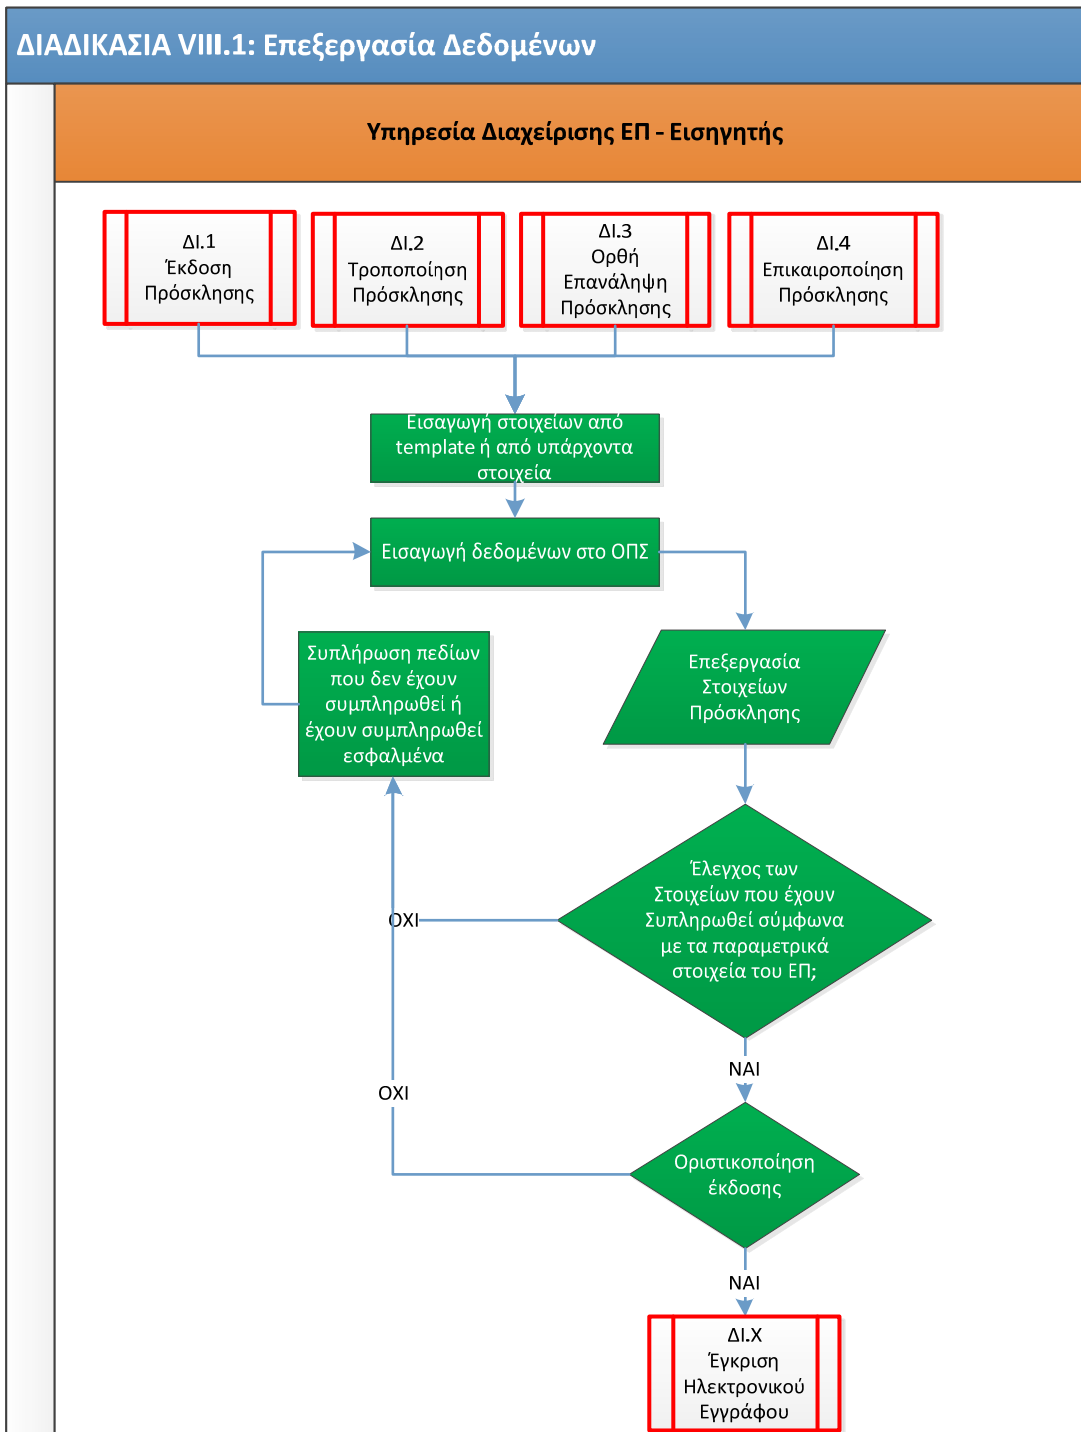 ΔΙΑΔΙΚΑΣΙΑ VIII.1: Επεξεργασία Δεδομένων
Υπηρεσία Διαχείρισης ΕΠ - Εισηγητής
ΔΙ.1
Έκδοση
Πρόσκλησης
ΔΙ.2
Τροποποίηση
Πρόσκλησης
ΔΙ.3
Ορθή
Επανάληψη
Πρόσκλησης
ΔΙ.4
Επικαιροποίηση
Πρόσκλησης
Εισαγωγή στοιχείων από
template ή από υπάρχοντα
στοιχεία
Εισαγωγή δεδομένων στο ΟΠΣ
Συπλήρωση πεδίων
που δεν έχουν
συμπληρωθεί ή
έχουν συμπληρωθεί
εσφαλμένα
Επεξεργασία
Στοιχείων
Πρόσκλησης
Έλεγχος των
Στοιχείων που έχουν
Συπληρωθεί σύμφωνα
με τα παραμετρικά
στοιχεία του ΕΠ;
ΟΧΙ
ΝΑΙ
ΟΧΙ
Οριστικοποίηση
έκδοσης
ΝΑΙ
ΔΙ.Χ
Έγκριση
Ηλεκτρονικού
Εγγράφου